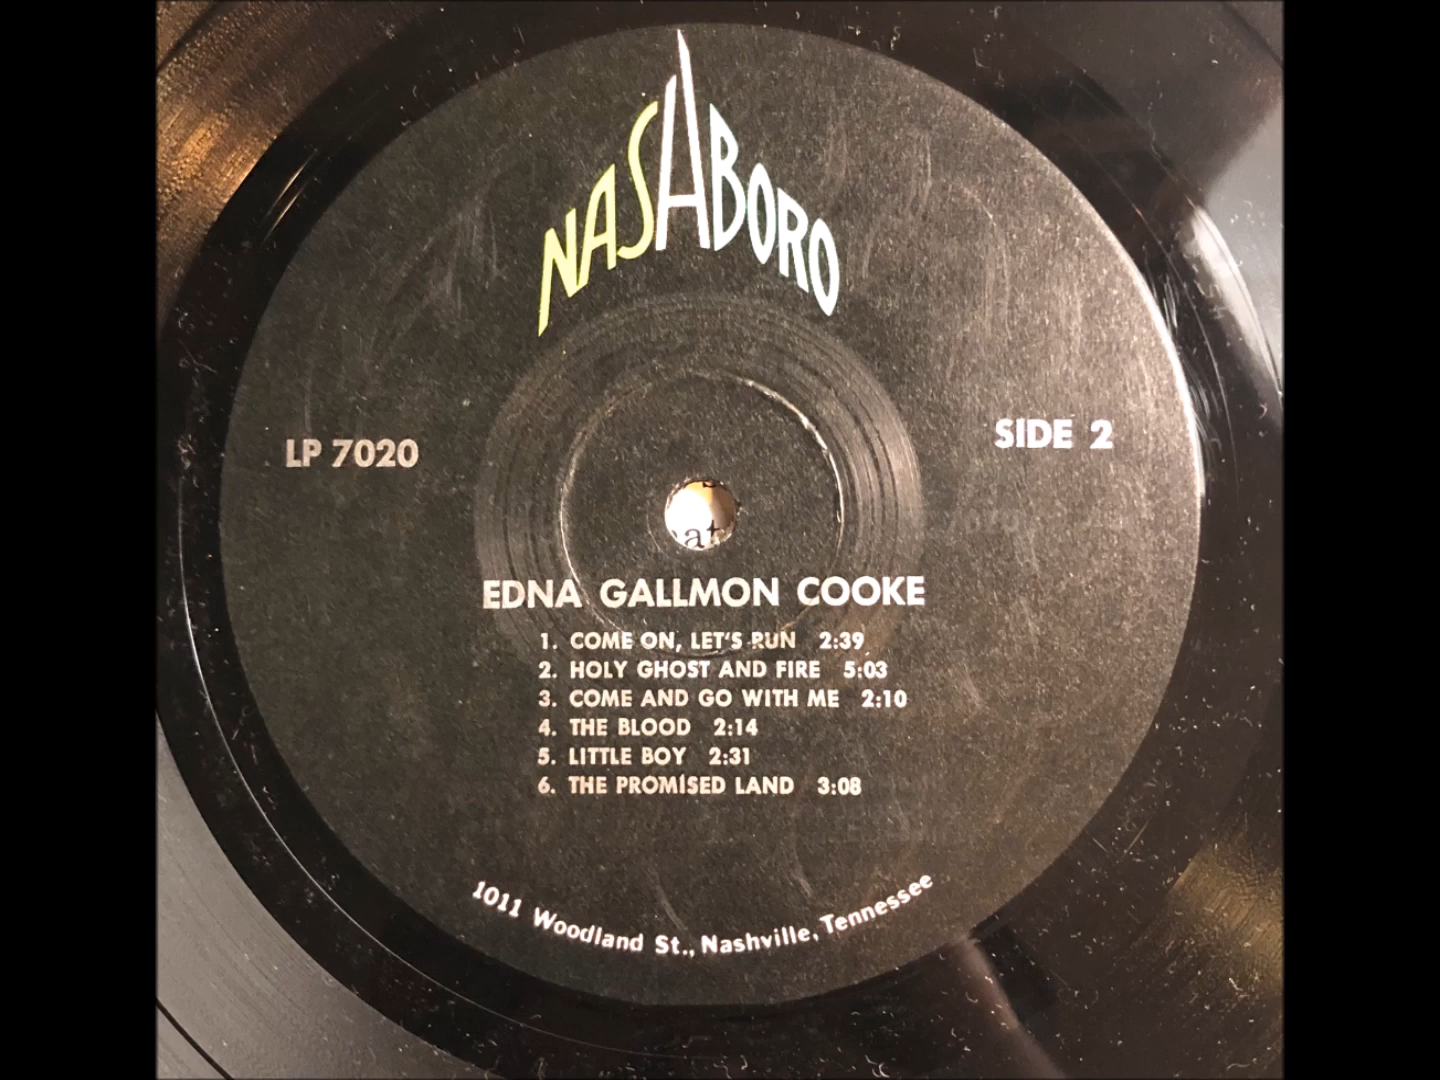 NASABORO
LP 7020
SIDE 2
at
EDNA GALLMON COOKE
1. COME ON, LET'S RUN 2:39
2. HOLY GHOST AND FIRE 5:03
3. COME AND GO WITH ME 2:10
4. THE BLOOD 2:14
5. LITTLE BOY 2:31
6. THE PROMISED LAND 3:08
1011 Woodland St., Nashville, Tennessee